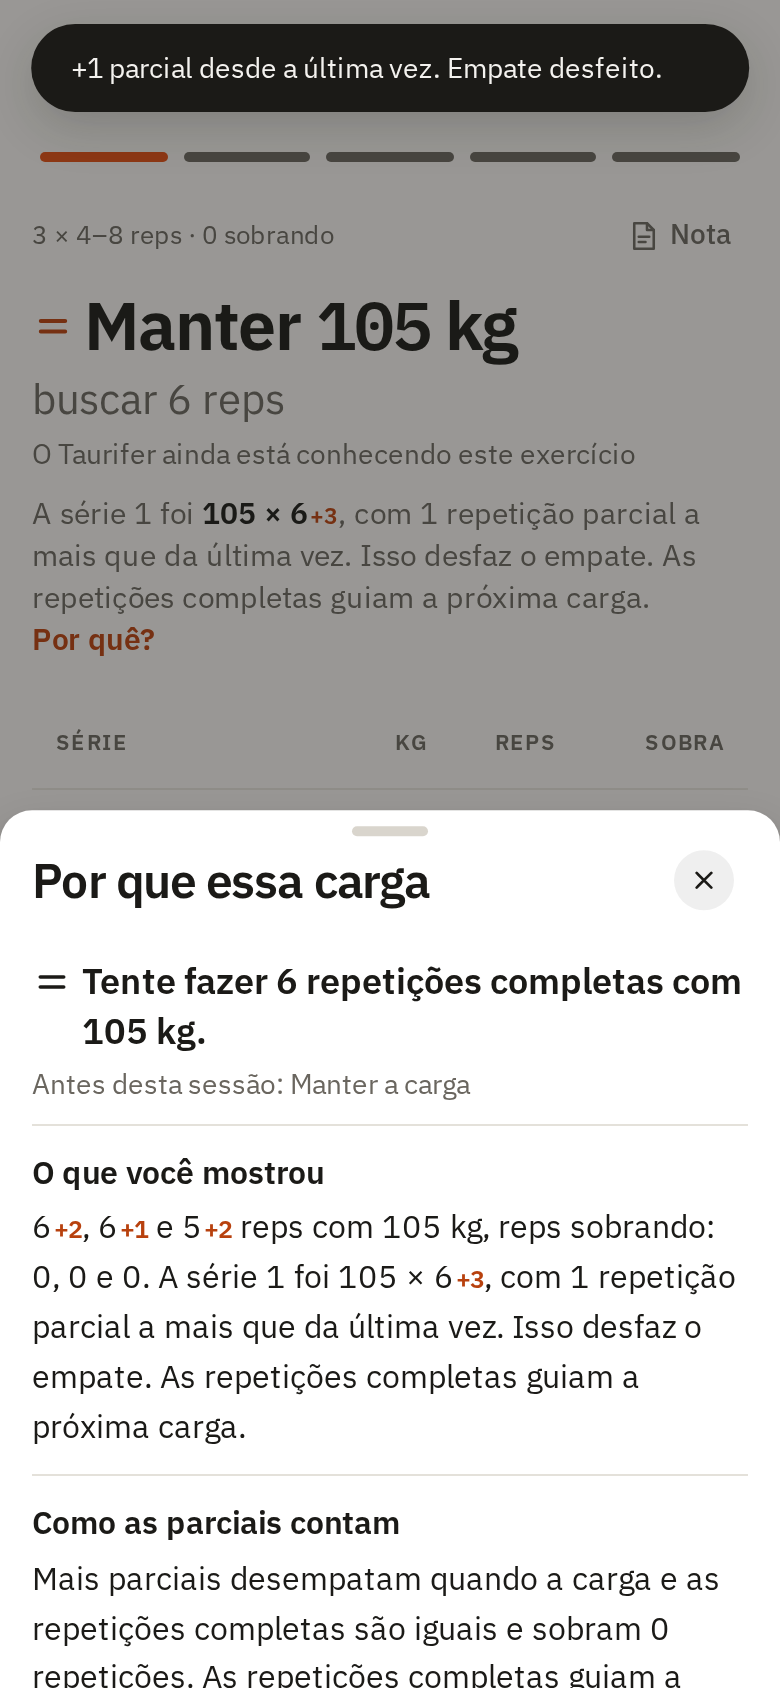 +1 parcial desde a última vez. Empate desfeito.
3 × 4–8 reps · 0 sobrando
Nota
= Manter 105 kg
buscar 6 reps
O Taurifer ainda está conhecendo este exercício
A série 1 foi 105 × 6+3, com 1 repetição parcial a
mais que da última vez. Isso desfaz o empate. As
repetições completas guiam a próxima carga.
Por quê?
SÉRIE KG REPS SOBRA
Por que essa carga
= Tente fazer 6 repetições completas com
105 kg.
Antes desta sessão: Manter a carga
O que você mostrou
6+2, 6+1 e 5+2 reps com 105 kg, reps sobrando:
0, 0 e 0. A série 1 foi 105 × 6+3, com 1 repetição
parcial a mais que da última vez. Isso desfaz o
empate. As repetições completas guiam a
próxima carga.
Como as parciais contam
Mais parciais desempatam quando a carga e as
repetições completas são iguais e sobram 0
repetições. As repetições completas guiam a